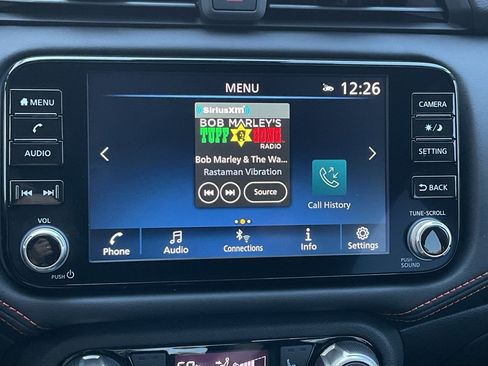 MENU
MENU
12:26
CAMERA
SiriusXM
BOB MARLEY'S
TUFF GONG
RADIO
AUDIO
SETTING
Bob Marley & The Wa...
Rastaman Vibration
BACK
Source
Call History
VOL
TUNE·SCROLL
Phone
Audio
Connections
Info
Settings
PUSH
PUSH
SOUND